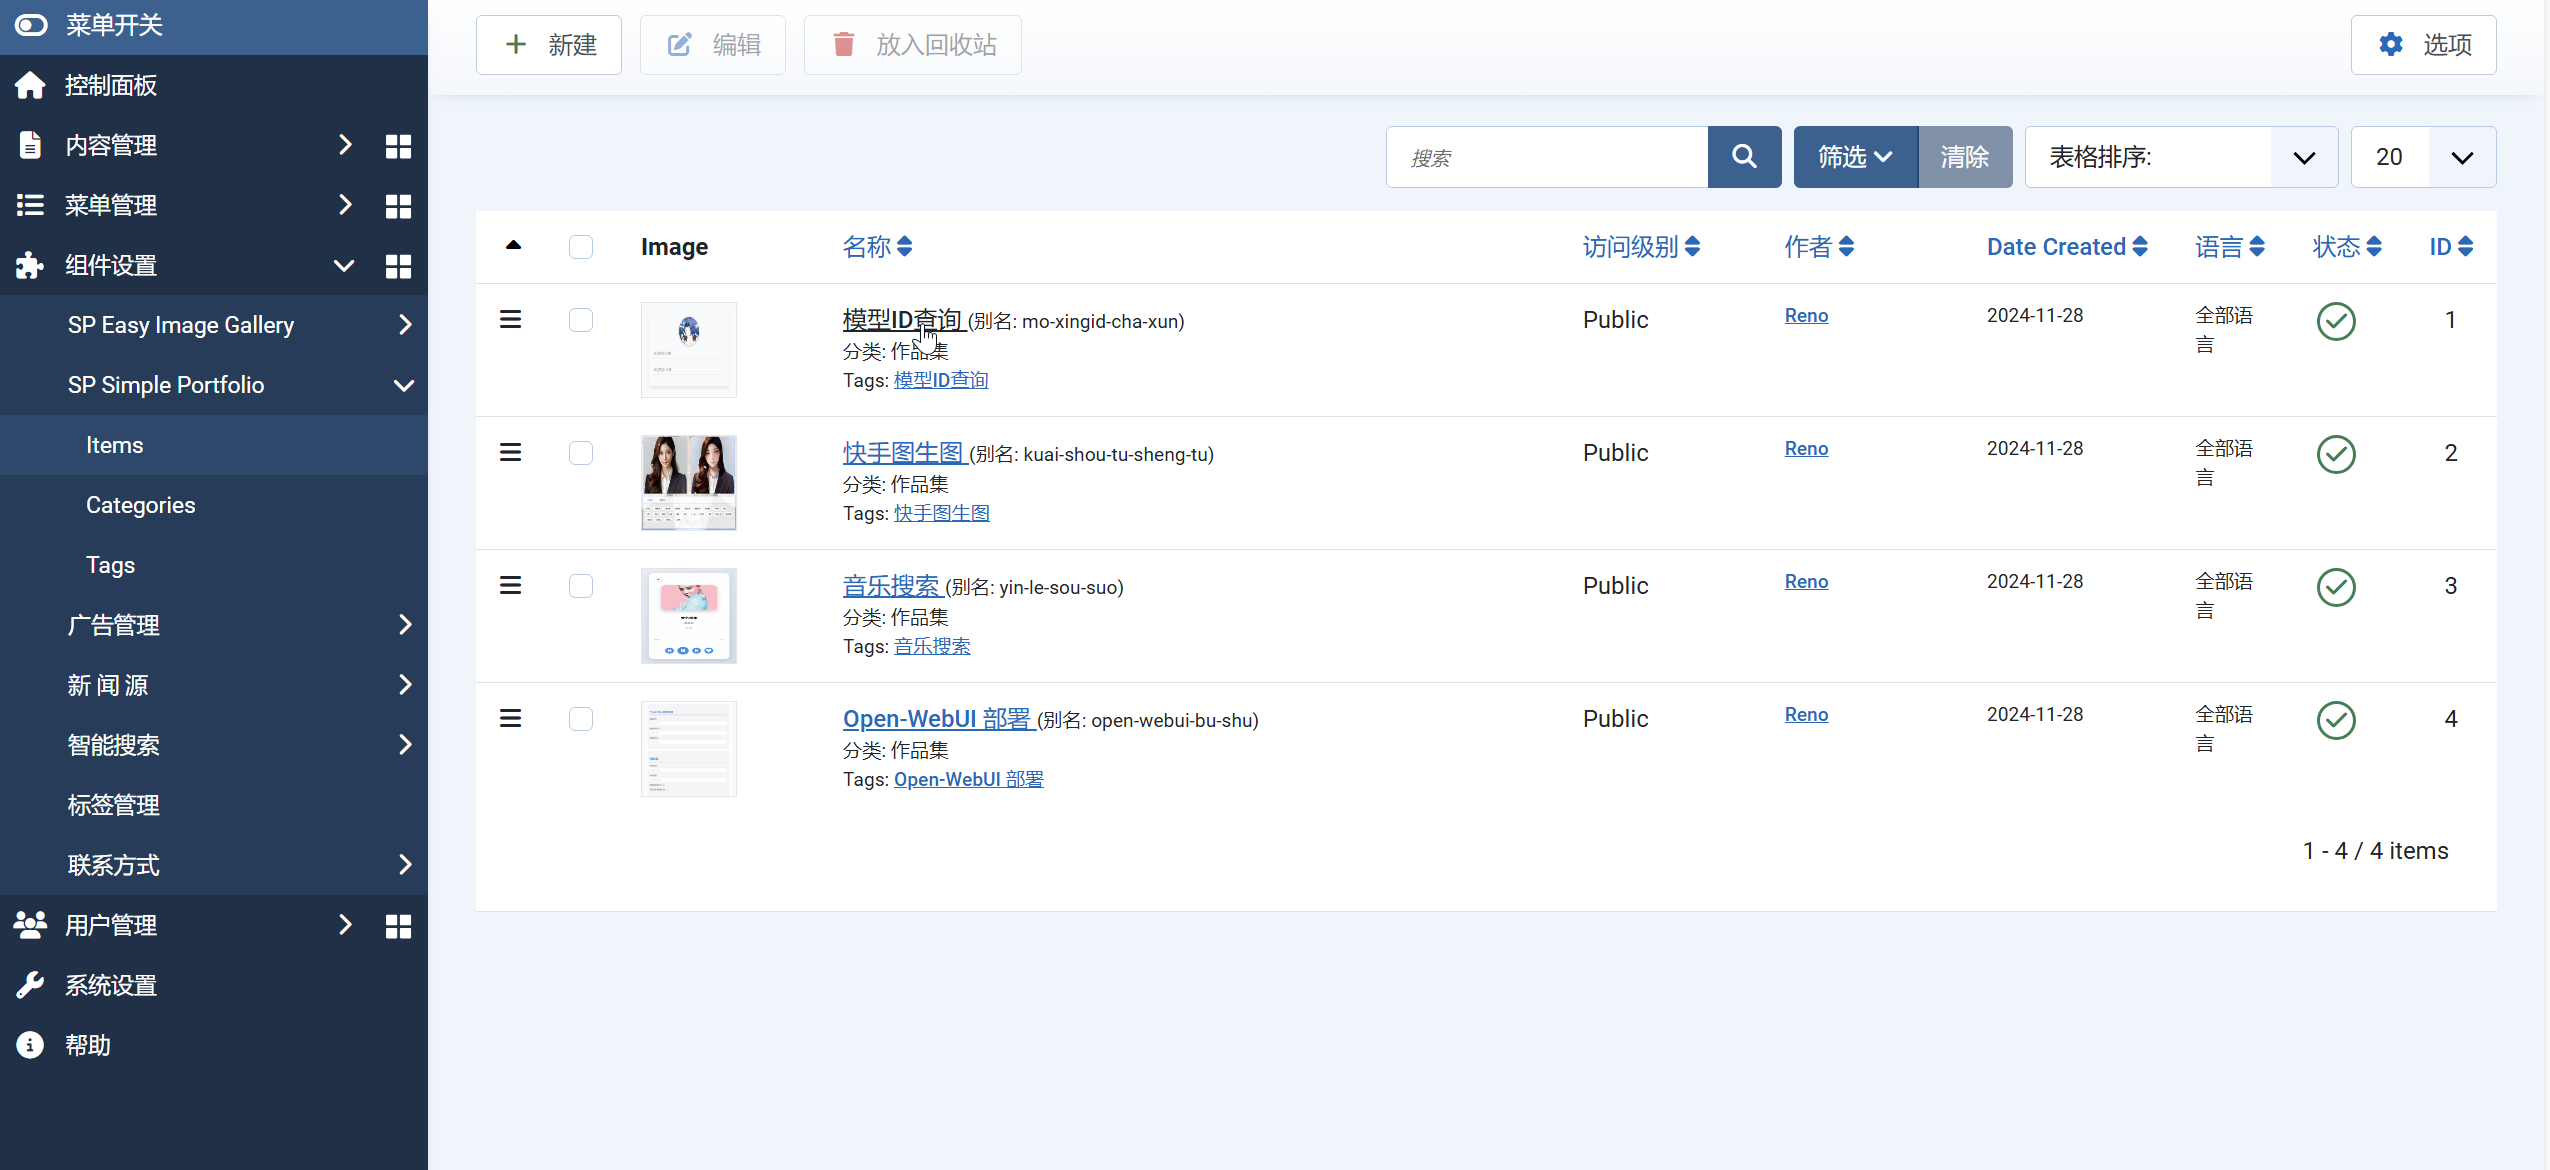 菜单开关
控制面板
内容管理
菜单管理
组件设置
SP Easy Image Gallery
SP Simple Portfolio
Items
Categories
Tags
广告管理
新 闻 源
智能搜索
标签管理
联系方式
用户管理
系统设置
帮助
新建 编辑 放入回收站 选项
搜索 筛选 清除 表格排序: 20
Image 名称 访问级别 作者 Date Created 语言 状态 ID
模型ID查询 (别名: mo-xingid-cha-xun) Public Reno 2024-11-28 全部语言 1
分类: 作品集
Tags: 模型ID查询
快手图生图 (别名: kuai-shou-tu-sheng-tu) Public Reno 2024-11-28 全部语言 2
分类: 作品集
Tags: 快手图生图
音乐搜索 (别名: yin-le-sou-suo) Public Reno 2024-11-28 全部语言 3
分类: 作品集
Tags: 音乐搜索
Open-WebUI 部署 (别名: open-webui-bu-shu) Public Reno 2024-11-28 全部语言 4
分类: 作品集
Tags: Open-WebUI 部署
1 - 4 / 4 items